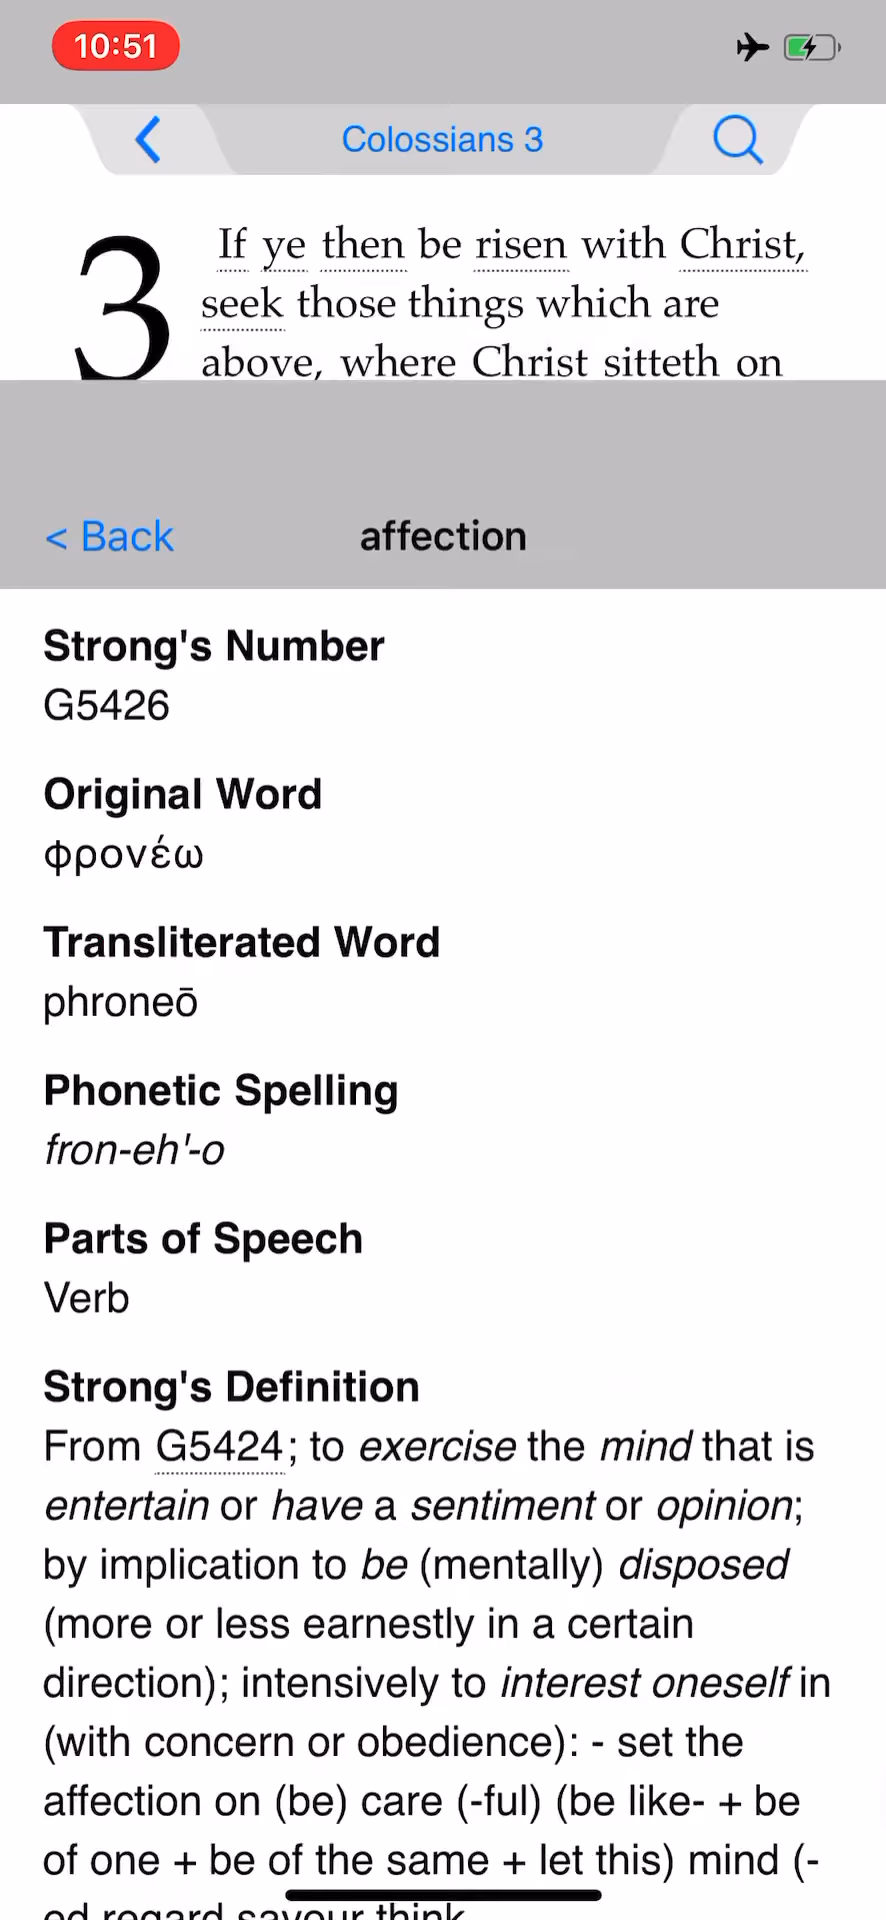 10:51
Colossians 3
3 If ye then be risen with Christ,
seek those things which are
above, where Christ sitteth on
< Back affection
Strong's Number
G5426
Original Word
φρονέω
Transliterated Word
phroneō
Phonetic Spelling
fron-eh'-o
Parts of Speech
Verb
Strong's Definition
From G5424; to exercise the mind that is
entertain or have a sentiment or opinion;
by implication to be (mentally) disposed
(more or less earnestly in a certain
direction); intensively to interest oneself in
(with concern or obedience): - set the
affection on (be) care (-ful) (be like- + be
of one + be of the same + let this) mind (-
ed regard savour think